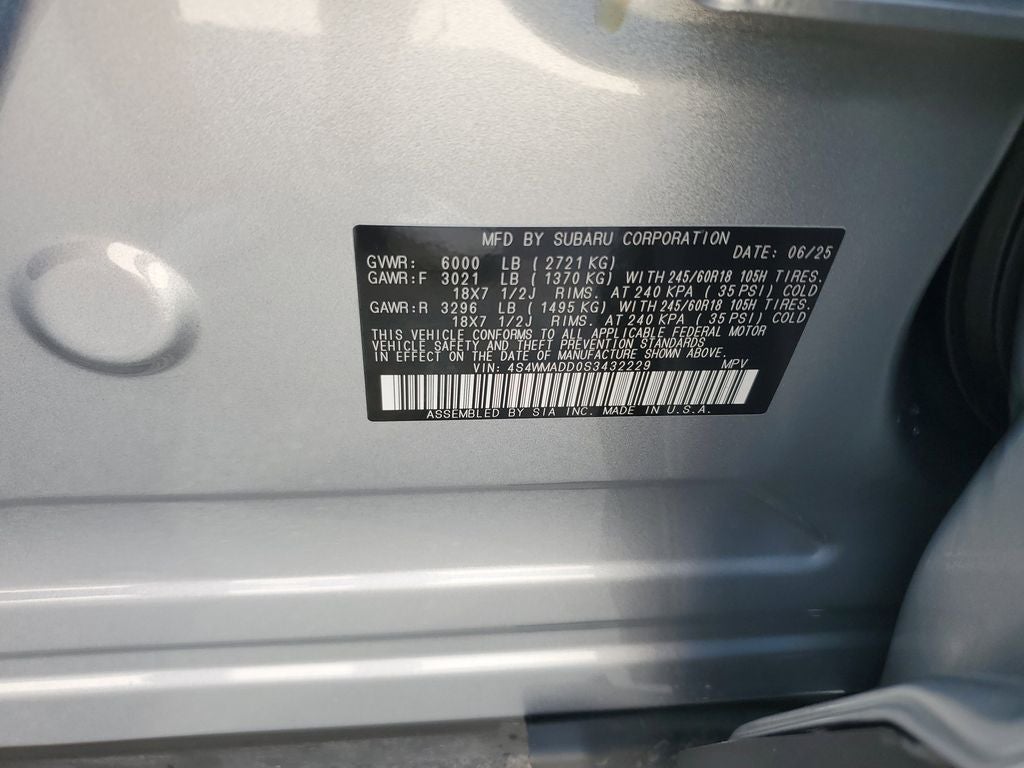 MFD BY SUBARU CORPORATION
DATE: 06/25
GVWR: 6000 LB ( 2721 KG)
GAWR:F 3021 LB ( 1370 KG) WITH 245/60R18 105H TIRES.
18X7 1/2J RIMS. AT 240 KPA ( 35 PSI) COLD
GAWR:R 3296 LB ( 1495 KG) WITH 245/60R18 105H TIRES.
18X7 1/2J RIMS. AT 240 KPA ( 35 PSI) COLD
THIS VEHICLE CONFORMS TO ALL APPLICABLE FEDERAL MOTOR
VEHICLE SAFETY AND THEFT PREVENTION STANDARDS
IN EFFECT ON THE DATE OF MANUFACTURE SHOWN ABOVE.
VIN: 4S4WMADD0S3432229 MPV
ASSEMBLED BY SIA INC. MADE IN U.S.A.